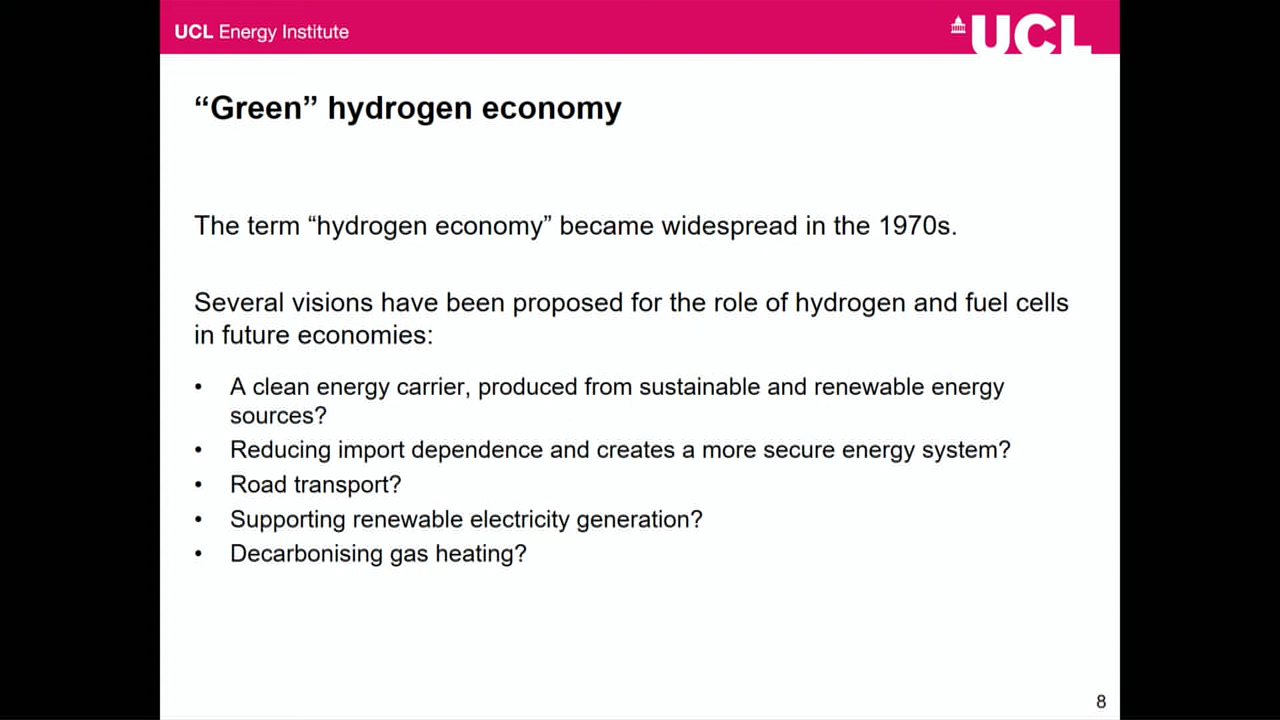 UCL Energy Institute
UCL
“Green” hydrogen economy
The term “hydrogen economy” became widespread in the 1970s.
Several visions have been proposed for the role of hydrogen and fuel cells
in future economies:
• A clean energy carrier, produced from sustainable and renewable energy
sources?
• Reducing import dependence and creates a more secure energy system?
• Road transport?
• Supporting renewable electricity generation?
• Decarbonising gas heating?
8